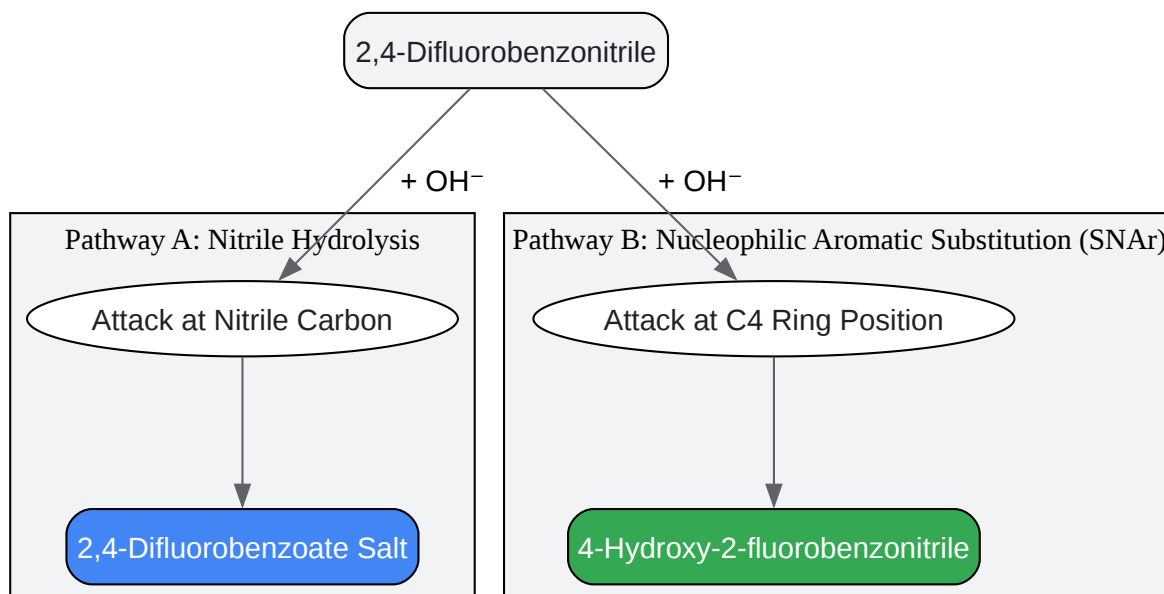 2,4-Difluorobenzonitrile
+ OH⁻
+ OH⁻
Pathway A: Nitrile Hydrolysis
Pathway B: Nucleophilic Aromatic Substitution (SNAr)
Attack at Nitrile Carbon
Attack at C4 Ring Position
2,4-Difluorobenzoate Salt
4-Hydroxy-2-fluorobenzonitrile